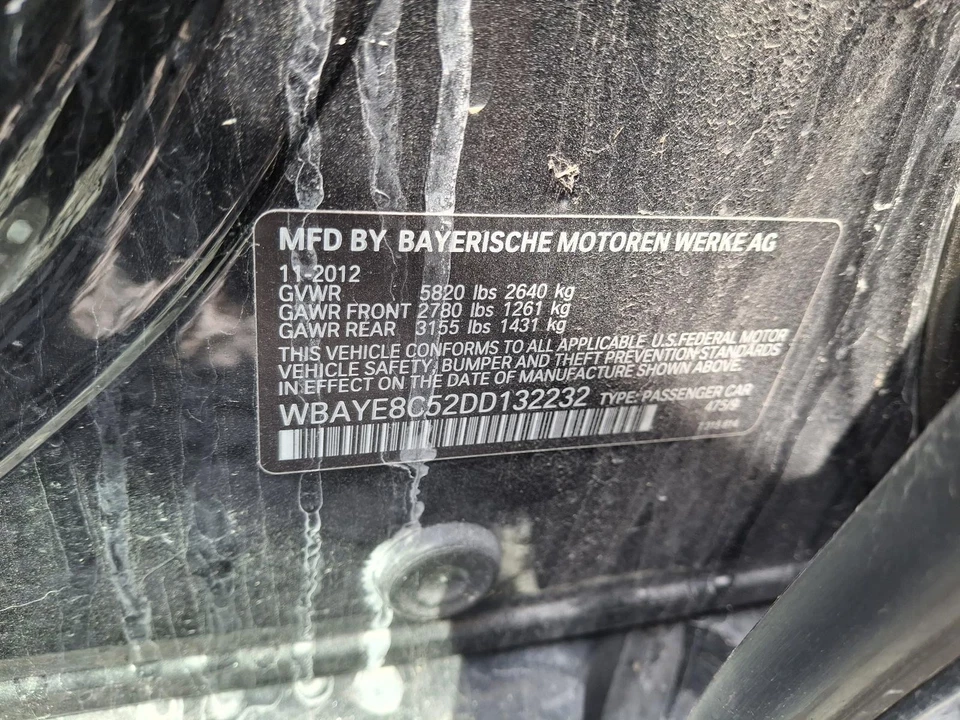 MFD BY BAYERISCHE MOTOREN WERKE AG
11-2012
GVWR 5820 lbs 2640 kg
GAWR FRONT 2780 lbs 1261 kg
GAWR REAR 3155 lbs 1431 kg
THIS VEHICLE CONFORMS TO ALL APPLICABLE U.S.FEDERAL MOTOR
VEHICLE SAFETY, BUMPER AND THEFT PREVENTION STANDARDS
IN EFFECT ON THE DATE OF MANUFACTURE SHOWN ABOVE.
WBAYE8C52DD132232 TYPE: PASSENGER CAR